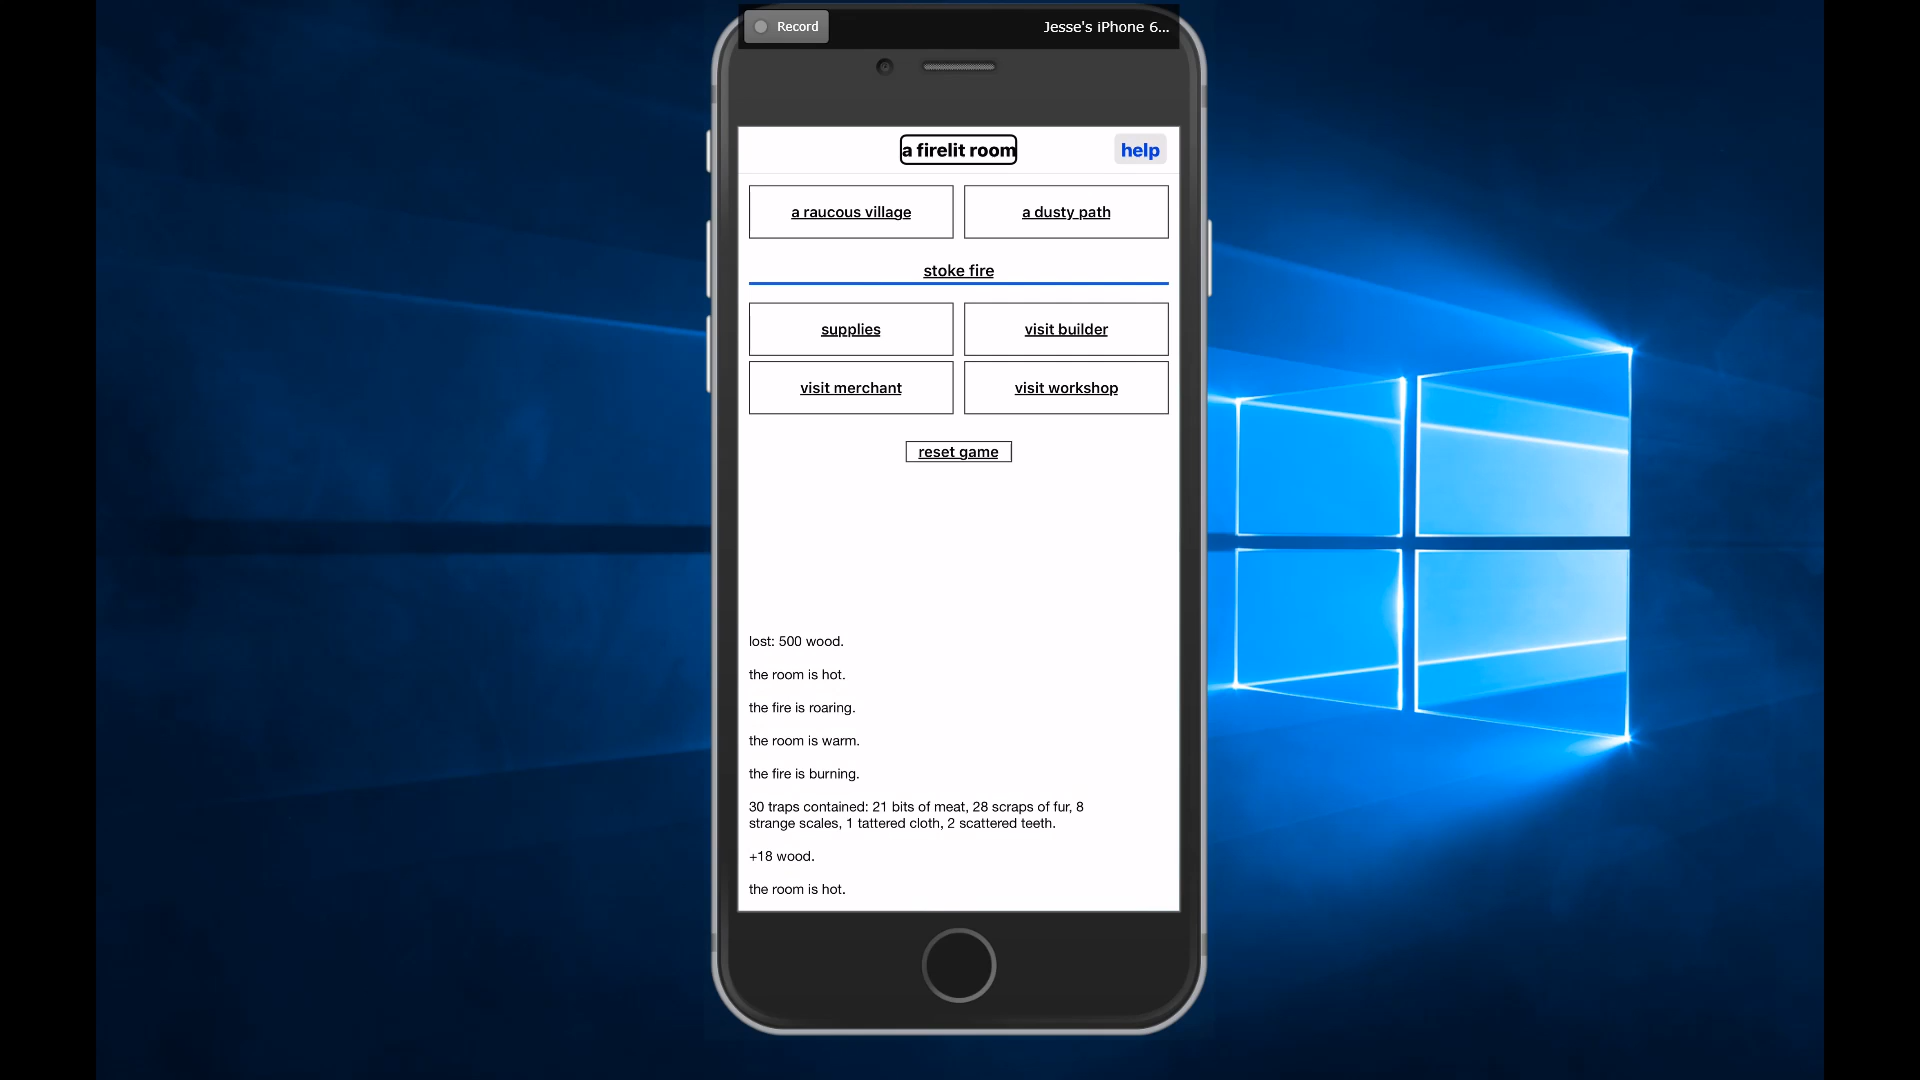 Record
Jesse's iPhone 6...
a firelit room
help
a raucous village
a dusty path
stoke fire
supplies
visit builder
visit merchant
visit workshop
reset game
lost: 500 wood.
the room is hot.
the fire is roaring.
the room is warm.
the fire is burning.
30 traps contained: 21 bits of meat, 28 scraps of fur, 8
strange scales, 1 tattered cloth, 2 scattered teeth.
+18 wood.
the room is hot.